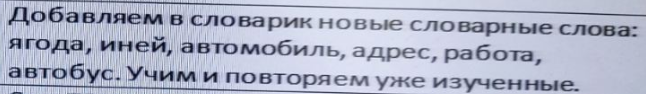 Добавляем в словарик новые словарные слова:
ягода, иней, автомобиль, адрес, работа,
автобус. Учим и повторяем уже изученные.